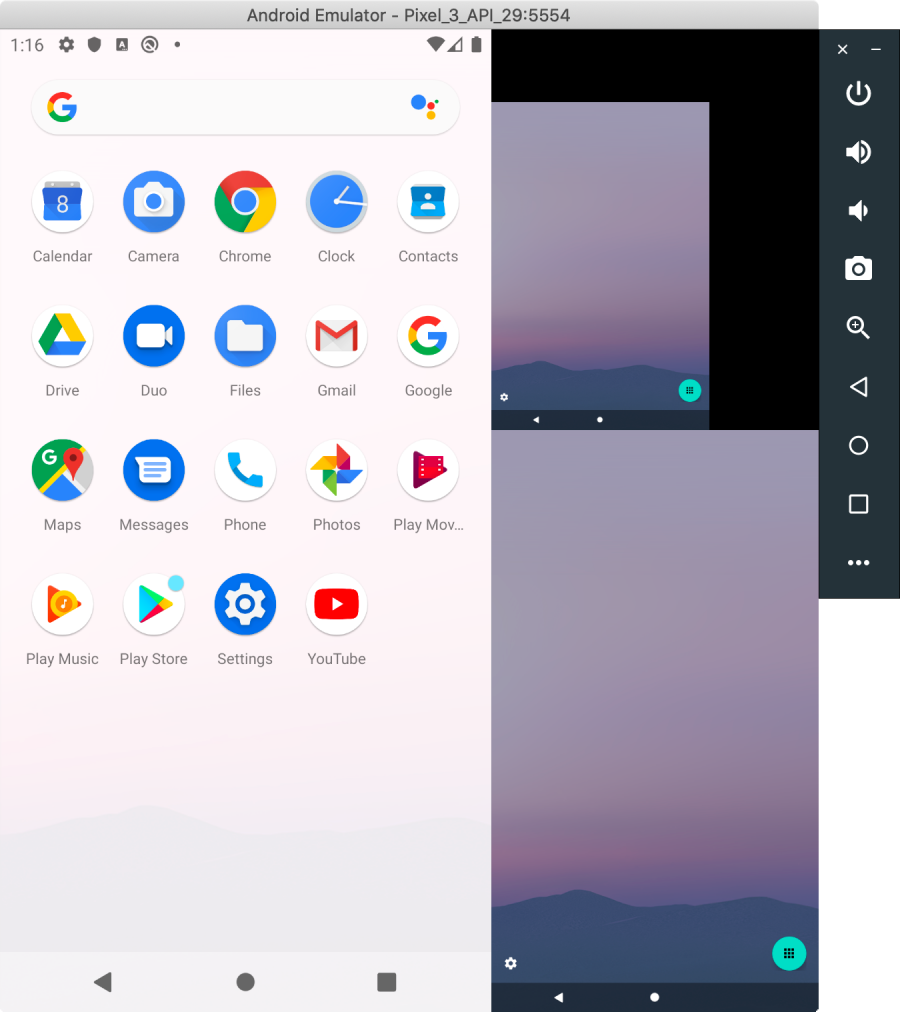 Android Emulator - Pixel_3_API_29:5554
1:16
A
G
8
Calendar Camera Chrome Clock Contacts
G
Drive Duo Files Gmail Google
G
Maps Messages Phone Photos Play Mov...
Play Music Play Store Settings YouTube